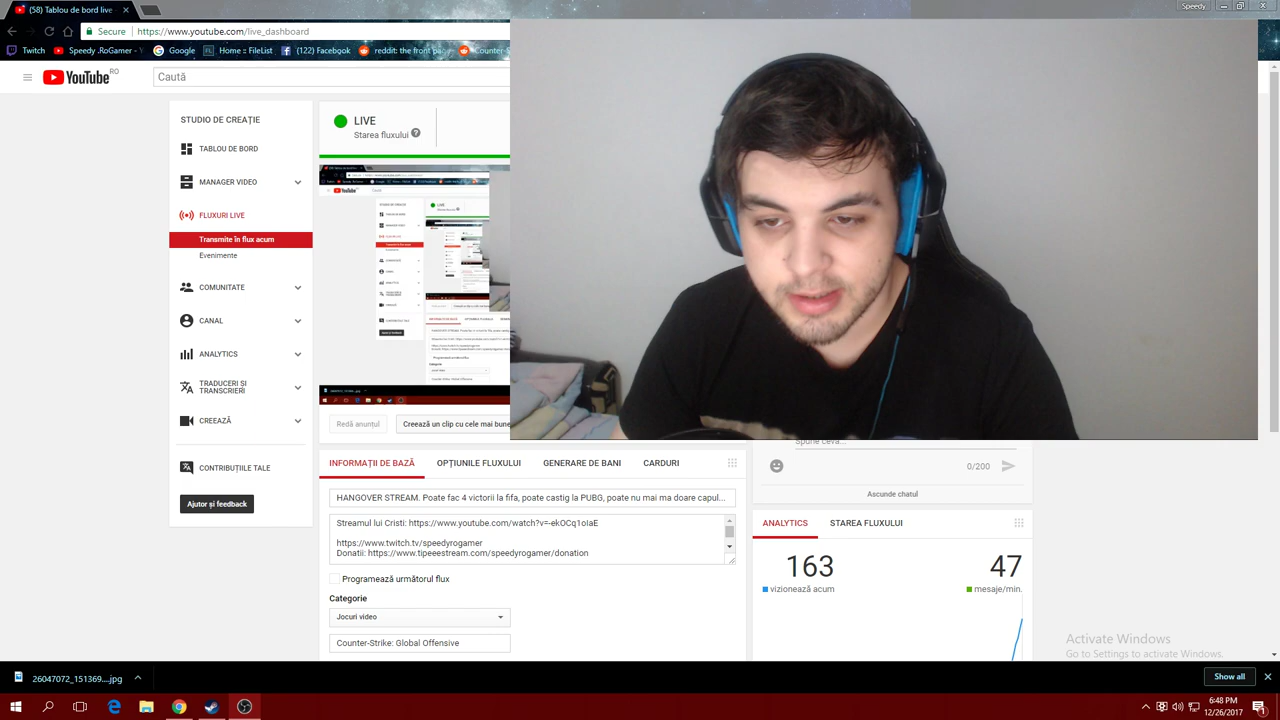 (58) Tablou de bord live -
Speedy
Secure | https://www.youtube.com/live_dashboard
Twitch
Speedy .RoGamer - Y
Google
Home :: FileList
(122) Facebook
reddit: the front page
Counter-S
YouTube RO
Caută
STUDIO DE CREAȚIE
TABLOU DE BORD
MANAGER VIDEO
FLUXURI LIVE
Transmite în flux acum
Evenimente
COMUNITATE
CANAL
ANALYTICS
TRADUCERI ȘI
TRANSCRIERI
CREEAZĂ
CONTRIBUȚIILE TALE
Ajutor și feedback
LIVE
Starea fluxului ?
Redă anunțul
Creează un clip cu cele mai bune
INFORMAȚII DE BAZĂ
OPȚIUNILE FLUXULUI
GENERARE DE BANI
CARDURI
HANGOVER STREAM. Poate fac 4 victorii la fifa, poate castig la PUBG, poate nu mai ma doare capul...
Streamul lui Cristi: https://www.youtube.com/watch?v=-ekOCq1oIaE
https://www.twitch.tv/speedyrogamer
Donatii: https://www.tipeeestream.com/speedyrogamer/donation
Programează următorul flux
Categorie
Jocuri video
Counter-Strike: Global Offensive
Spune ceva...
0/200
Ascunde chatul
ANALYTICS
STAREA FLUXULUI
163
47
vizionează acum
mesaje/min.
Activate Windows
Go to Settings to activate Windows.
26047072_151369....jpg
Show all
6:48 PM
12/26/2017
1